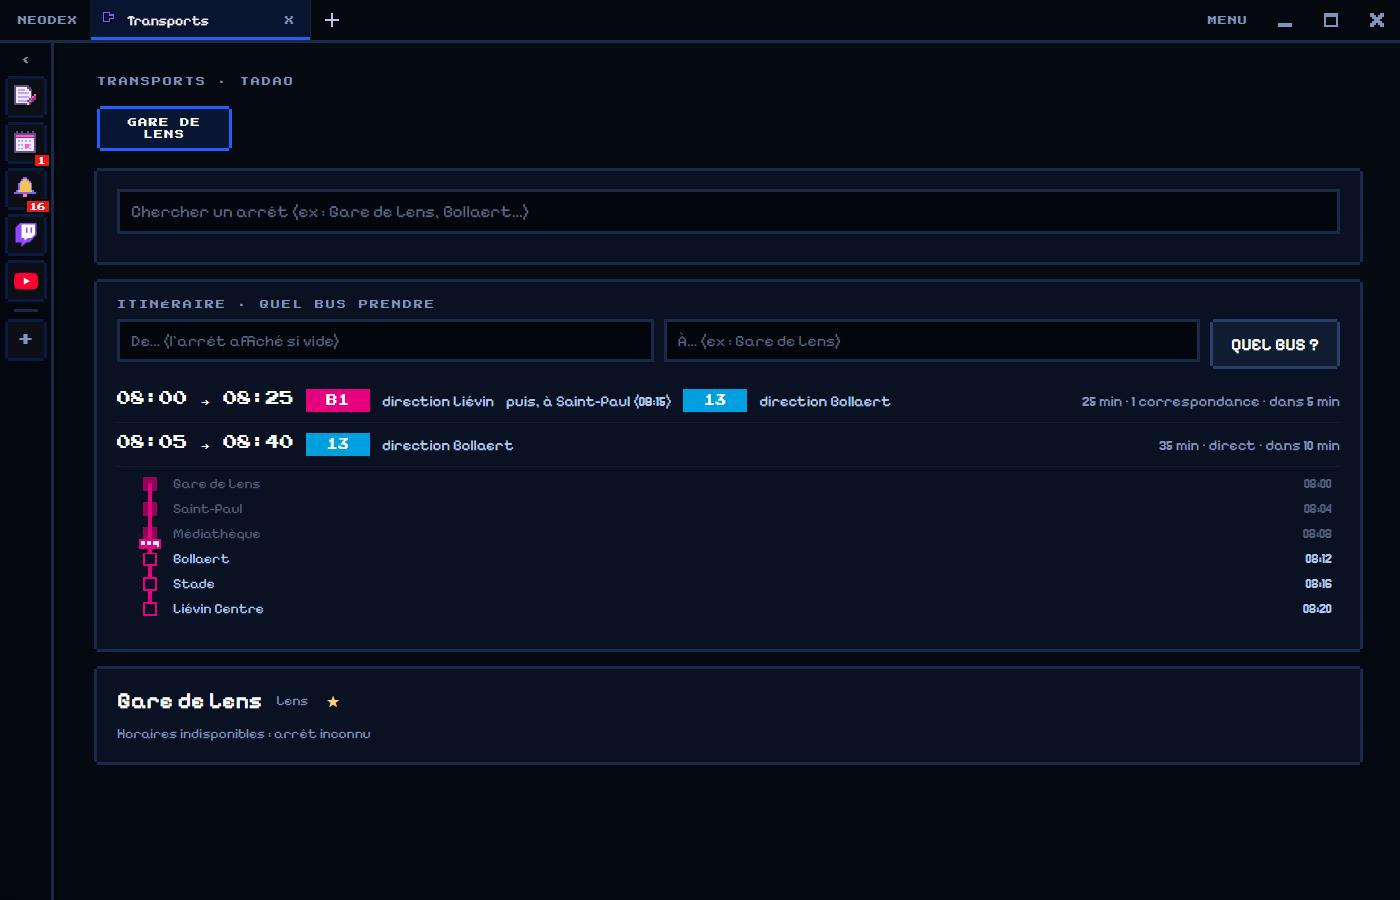 NEODEX
Transports
MENU
TRANSPORTS · TADAO
GARE DE
LENS
1
16
Chercher un arrêt (ex : Gare de Lens, Bollaert...)
ITINÉRAIRE · QUEL BUS PRENDRE
De... (l'arrêt affiché si vide)
À... (ex : Gare de Lens)
QUEL BUS ?
08:00 → 08:25 B1 direction Liévin puis, à Saint-Paul (08:15) 13 direction Bollaert 25 min · 1 correspondance · dans 5 min
08:05 → 08:40 13 direction Bollaert 35 min · direct · dans 10 min
Gare de Lens 08:00
Saint-Paul 08:04
Médiathèque 08:08
Bollaert 08:12
Stade 08:16
Liévin Centre 08:20
Gare de Lens Lens ★
Horaires indisponibles : arrêt inconnu